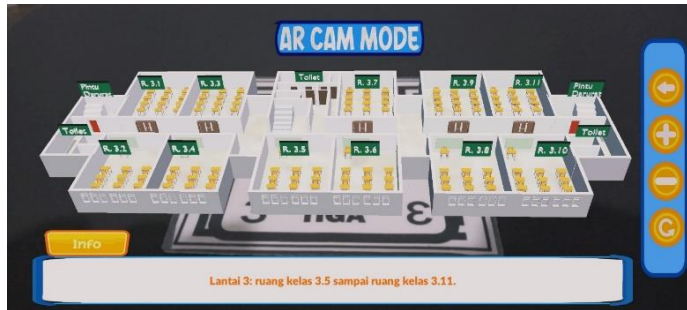 AR CAM MODE
Toilet
R. 3.1
R. 3.3
R. 3.7
R. 3.9
R. 3.11
Pintu
Darurat
Pintu
Darurat
Toilet
Toilet
R. 3.2
R. 3.4
R. 3.5
R. 3.6
R. 3.8
R. 3.10
3 TIGA 3
Info
Lantai 3: ruang kelas 3.5 sampai ruang kelas 3.11.